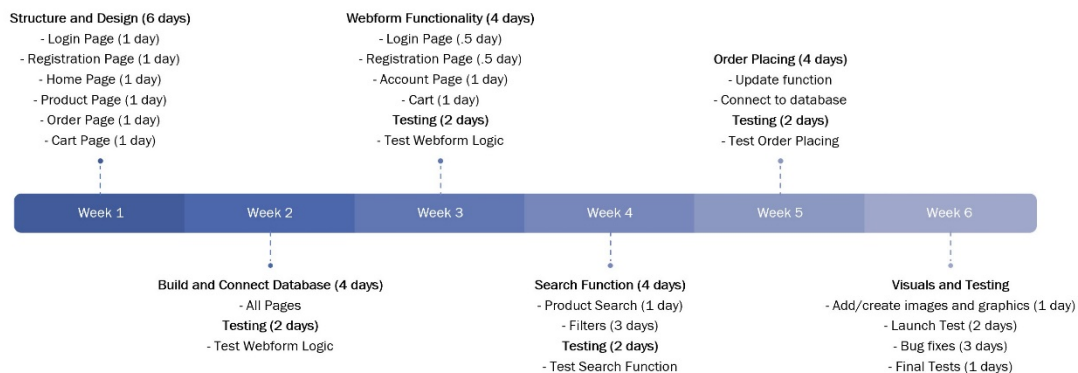 Structure and Design (6 days)
- Login Page (1 day)
- Registration Page (1 day)
- Home Page (1 day)
- Product Page (1 day)
- Order Page (1 day)
- Cart Page (1 day)
Webform Functionality (4 days)
- Login Page (.5 day)
- Registration Page (.5 day)
- Account Page (1 day)
- Cart (1 day)
Testing (2 days)
- Test Webform Logic
Order Placing (4 days)
- Update function
- Connect to database
Testing (2 days)
- Test Order Placing
Week 1
Week 2
Week 3
Week 4
Week 5
Week 6
Build and Connect Database (4 days)
- All Pages
Testing (2 days)
- Test Webform Logic
Search Function (4 days)
- Product Search (1 day)
- Filters (3 days)
Testing (2 days)
- Test Search Function
Visuals and Testing
- Add/create images and graphics (1 day)
- Launch Test (2 days)
- Bug fixes (3 days)
- Final Tests (1 days)